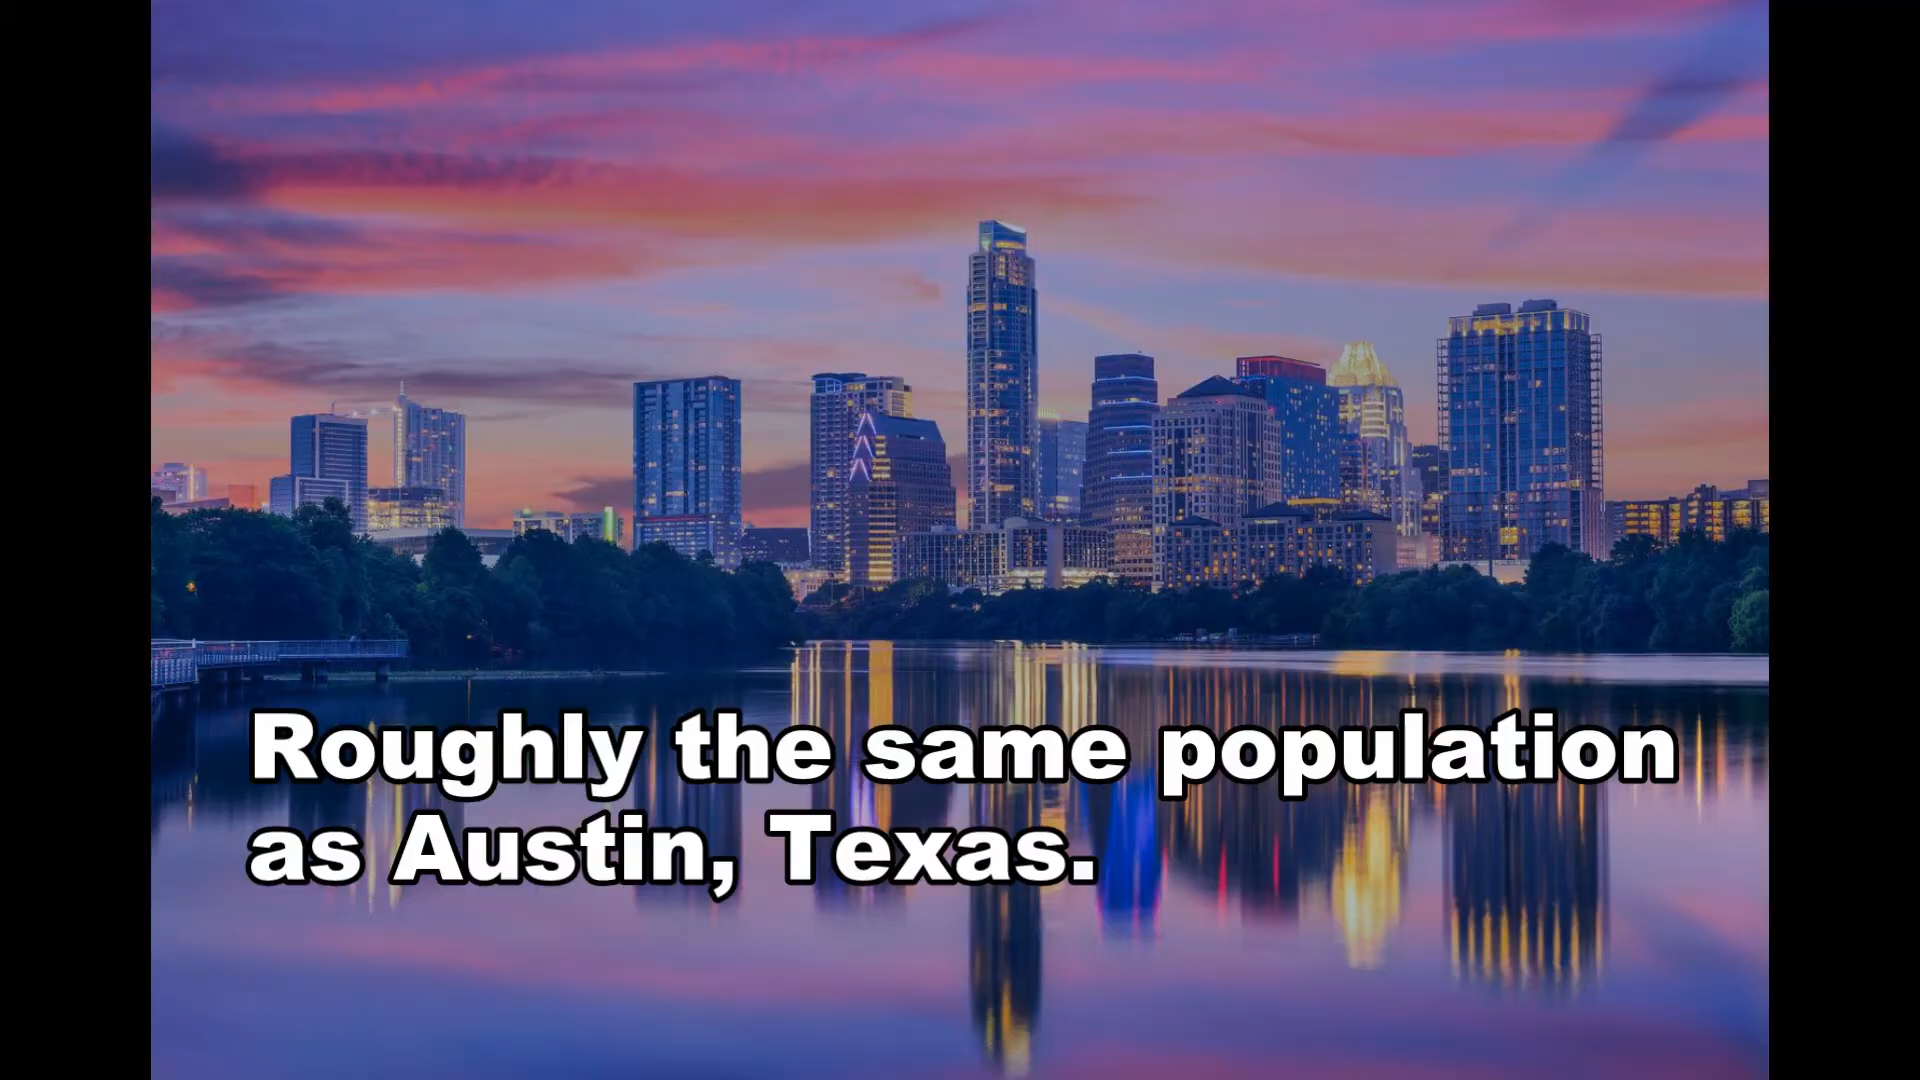 Roughly the same population
as Austin, Texas.